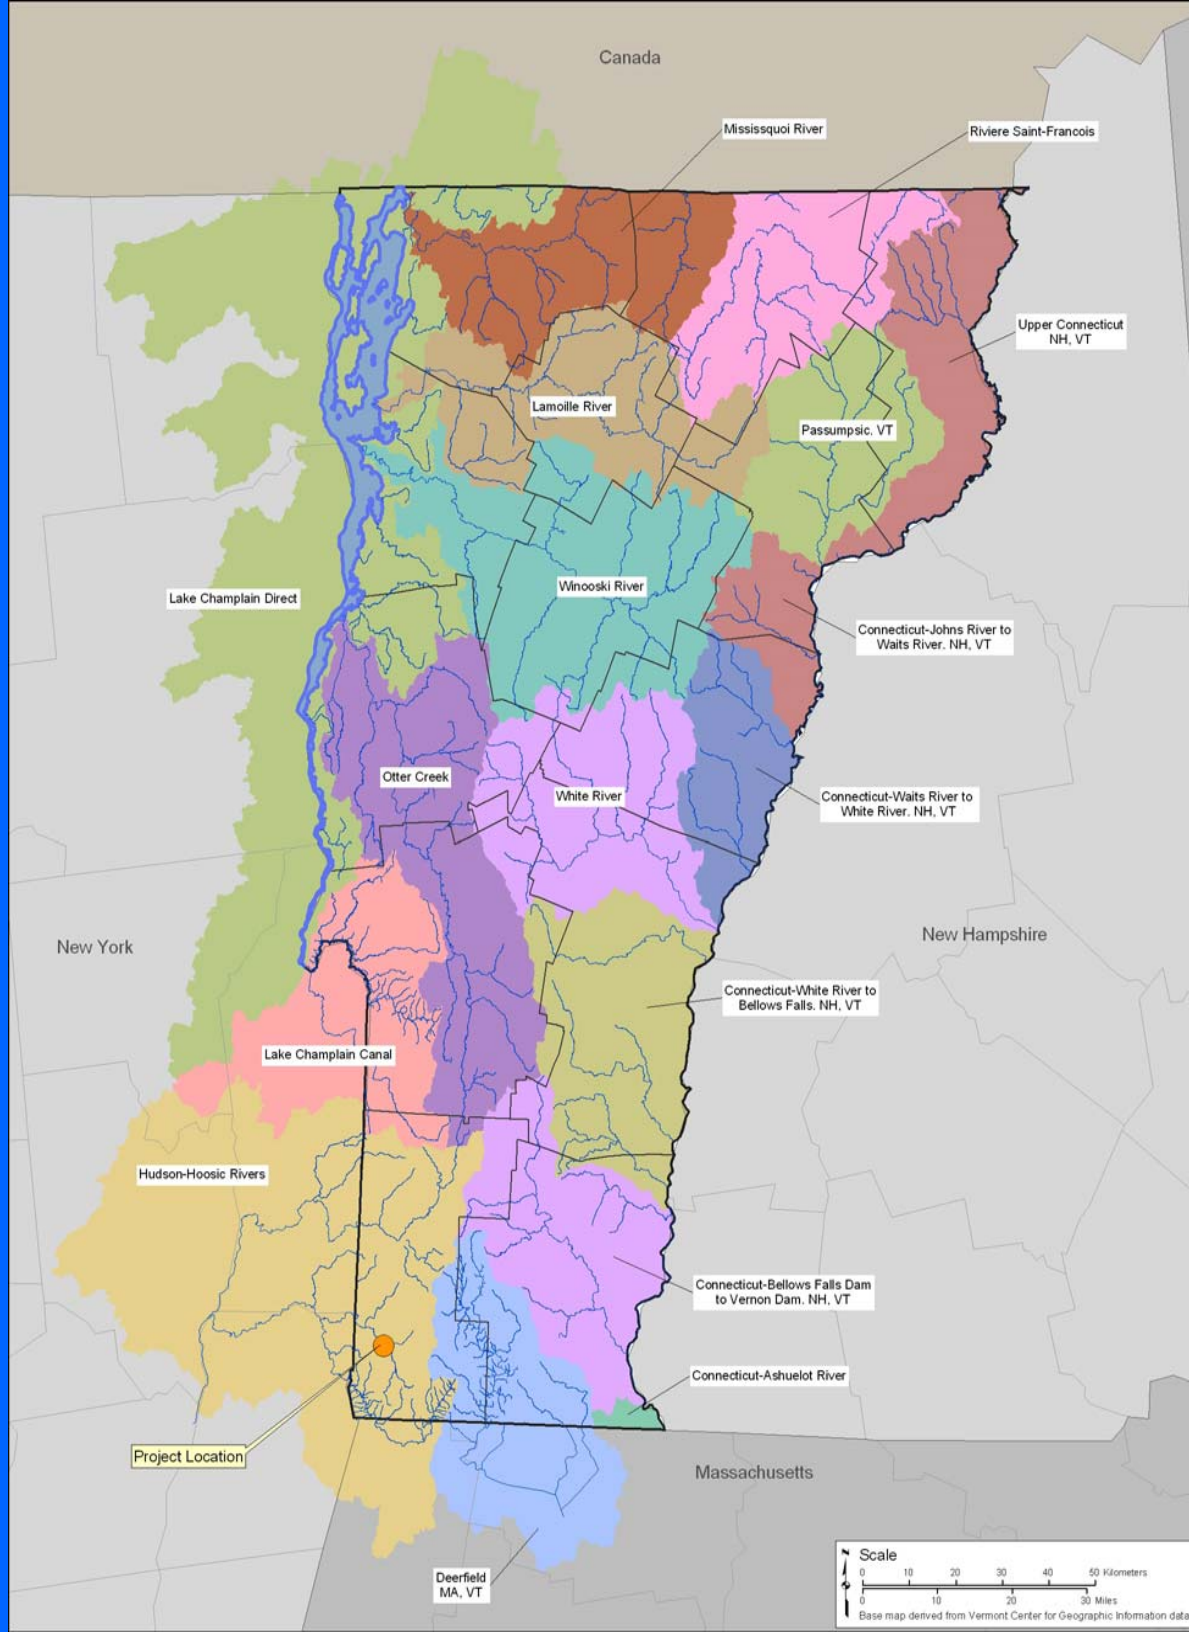 Canada
Mississquoi River
Riviere Saint-Francois
Upper Connecticut
NH, VT
Lamoille River
Passumpsic. VT
Winooski River
Lake Champlain Direct
Connecticut-Johns River to
Waits River. NH, VT
Otter Creek
White River
Connecticut-Waits River to
White River. NH, VT
New York
New Hampshire
Connecticut-White River to
Bellows Falls. NH, VT
Lake Champlain Canal
Hudson-Hoosic Rivers
Connecticut-Bellows Falls Dam
to Vernon Dam. NH, VT
Connecticut-Ashuelot River
Project Location
Massachusetts
Deerfield
MA, VT
N
Scale
0 10 20 30 40 50 Kilometers
0 10 20 30 Miles
Base map derived from Vermont Center for Geographic Information data